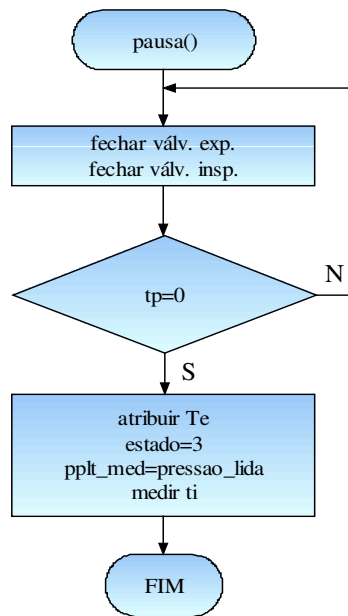 pausa()
fechar válv. exp.
fechar válv. insp.
tp=0
N
S
atribuir Te
estado=3
pplt_med=pressao_lida
medir ti
FIM